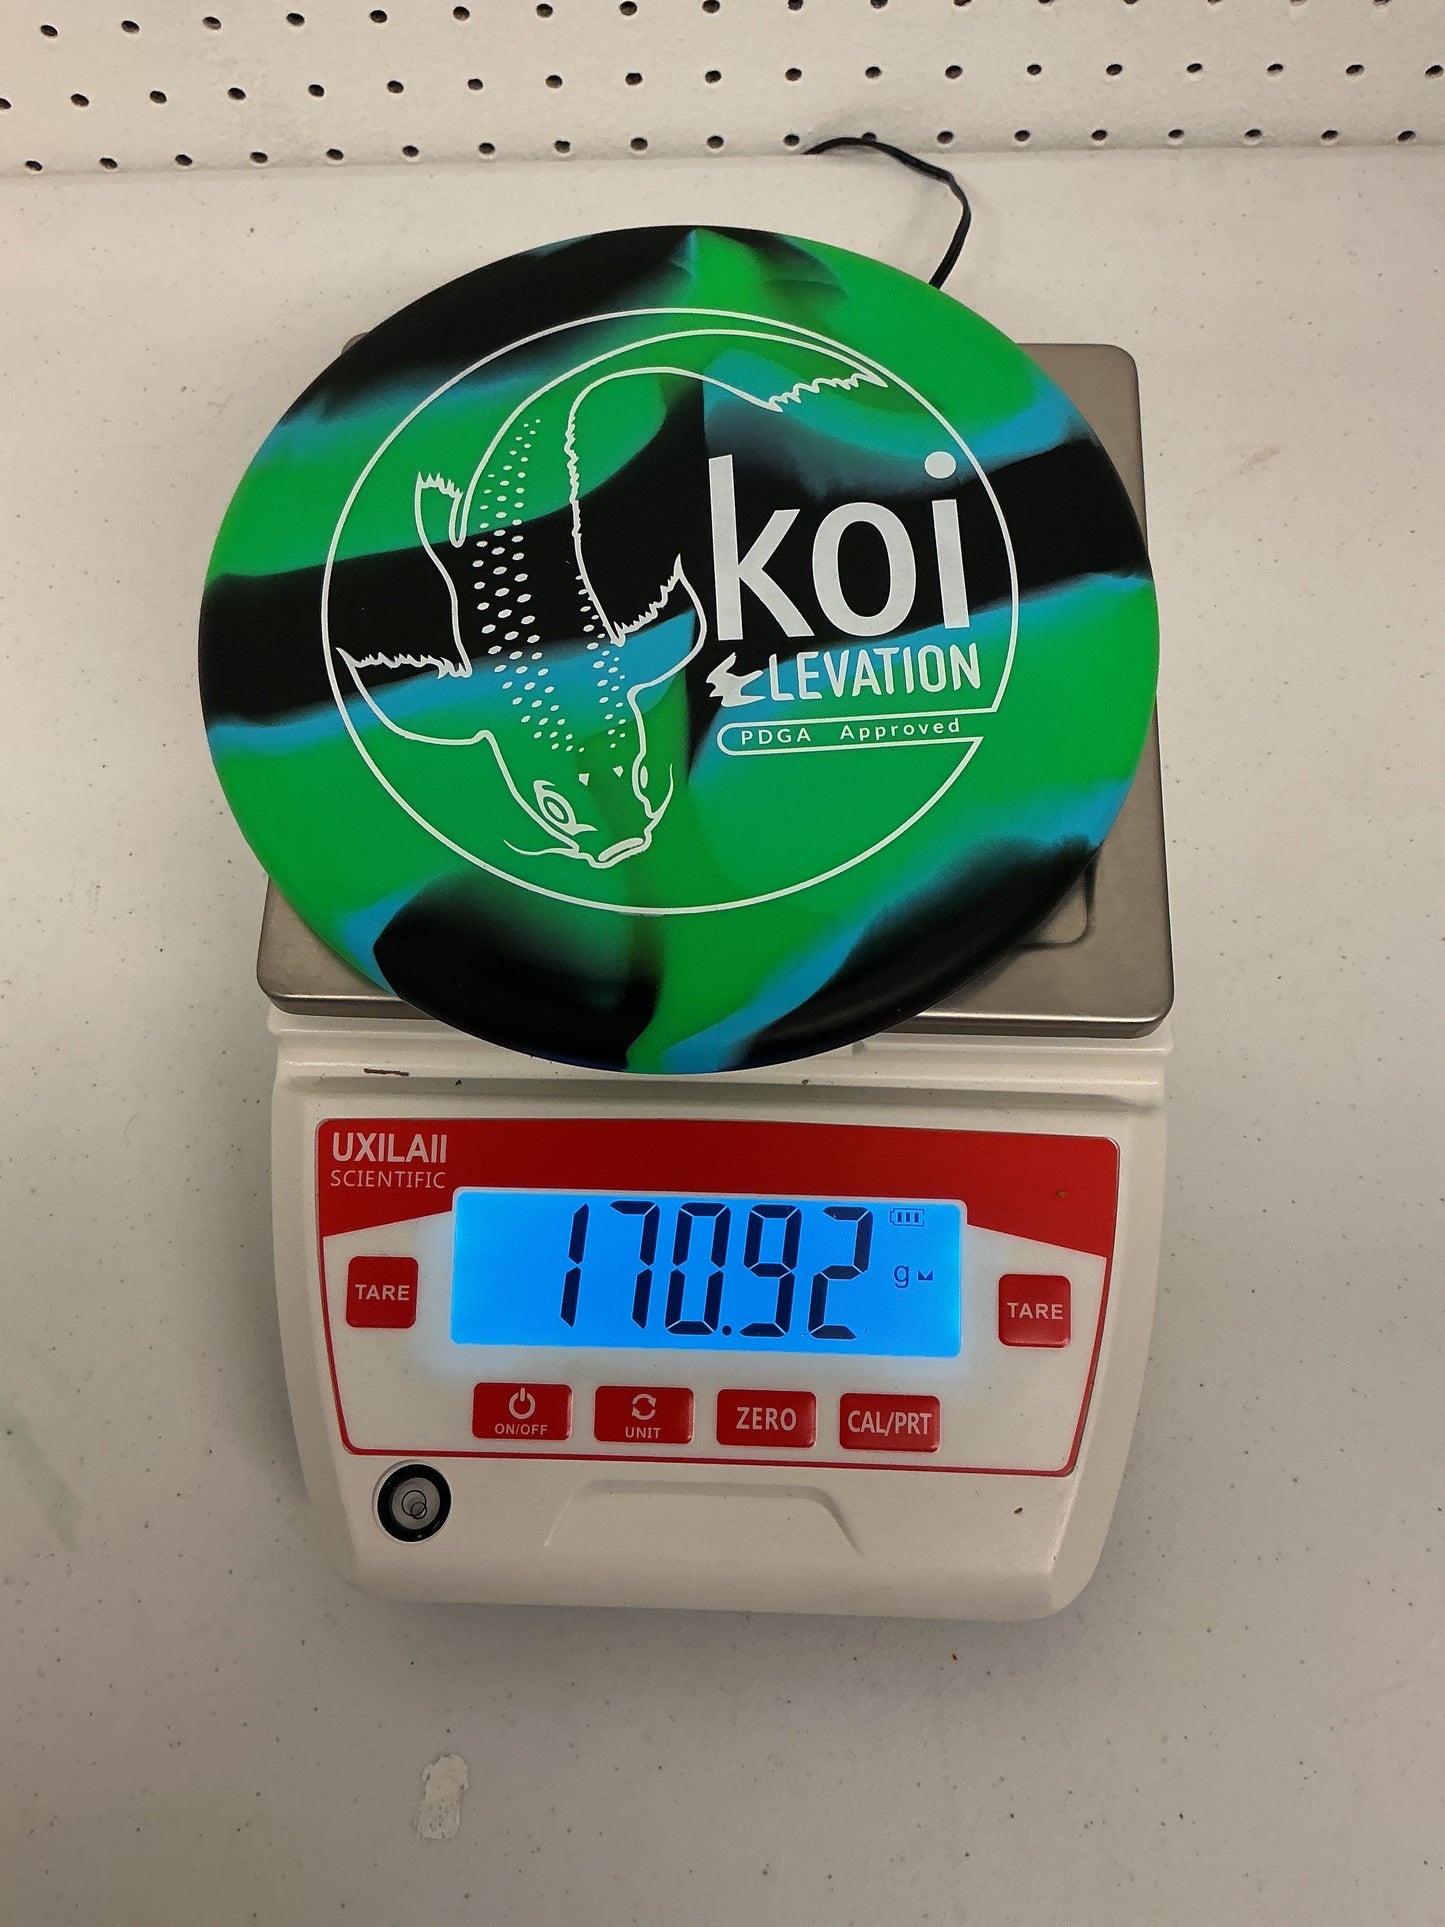 koi
ELEVATION
PDGA Approved
UXILAII
SCIENTIFIC
170.92 g
TARE
TARE
ON/OFF
UNIT
ZERO
CAL/PRT